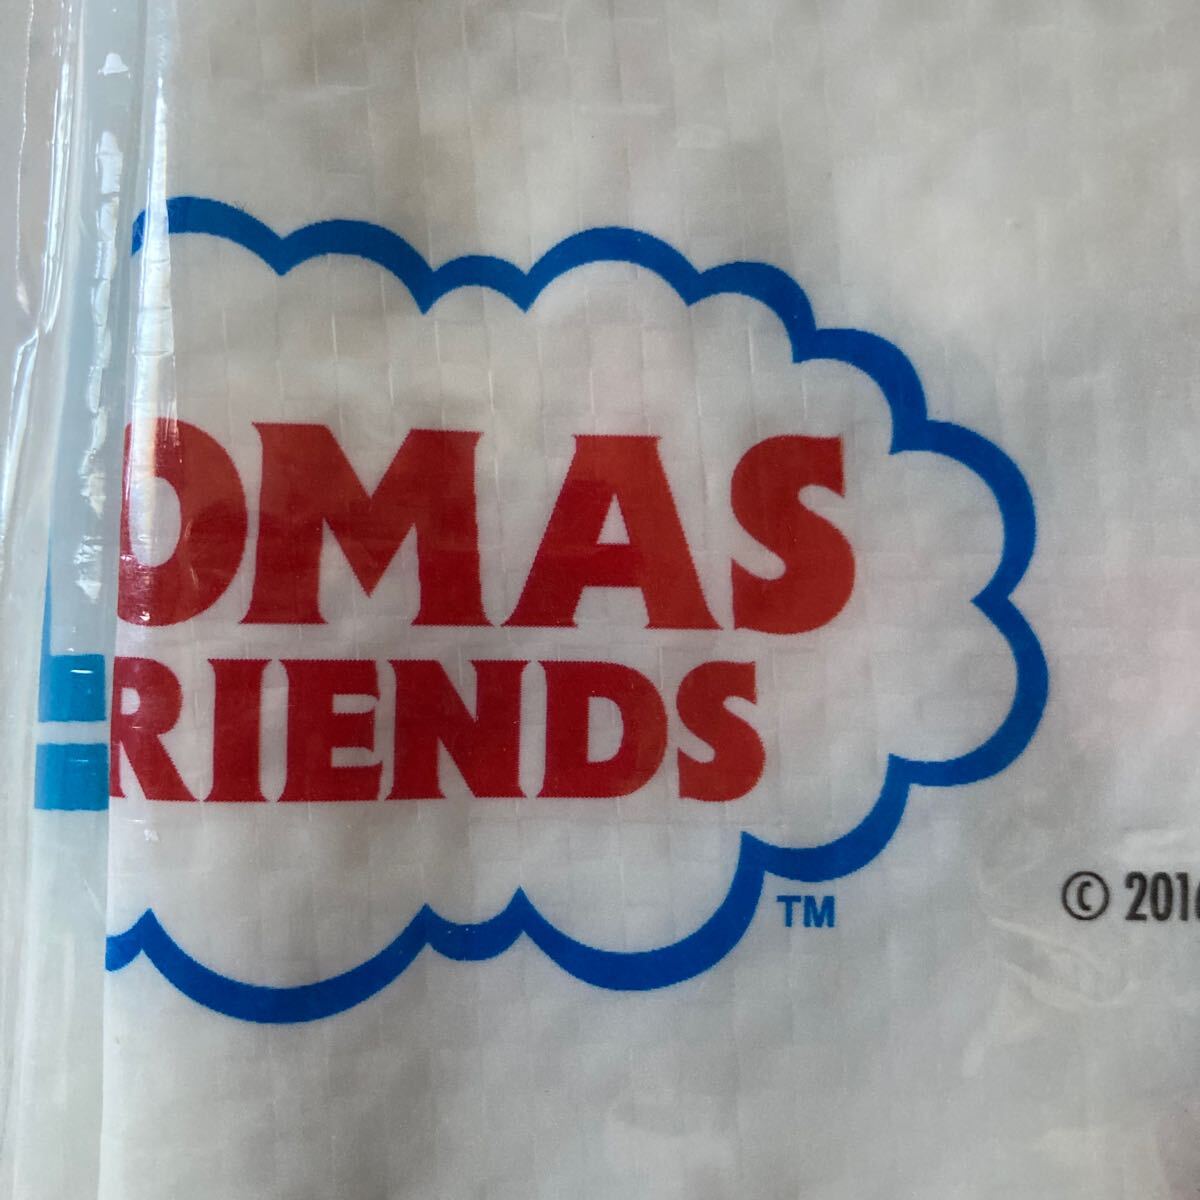 OMAS
RIENDS
TM
© 201